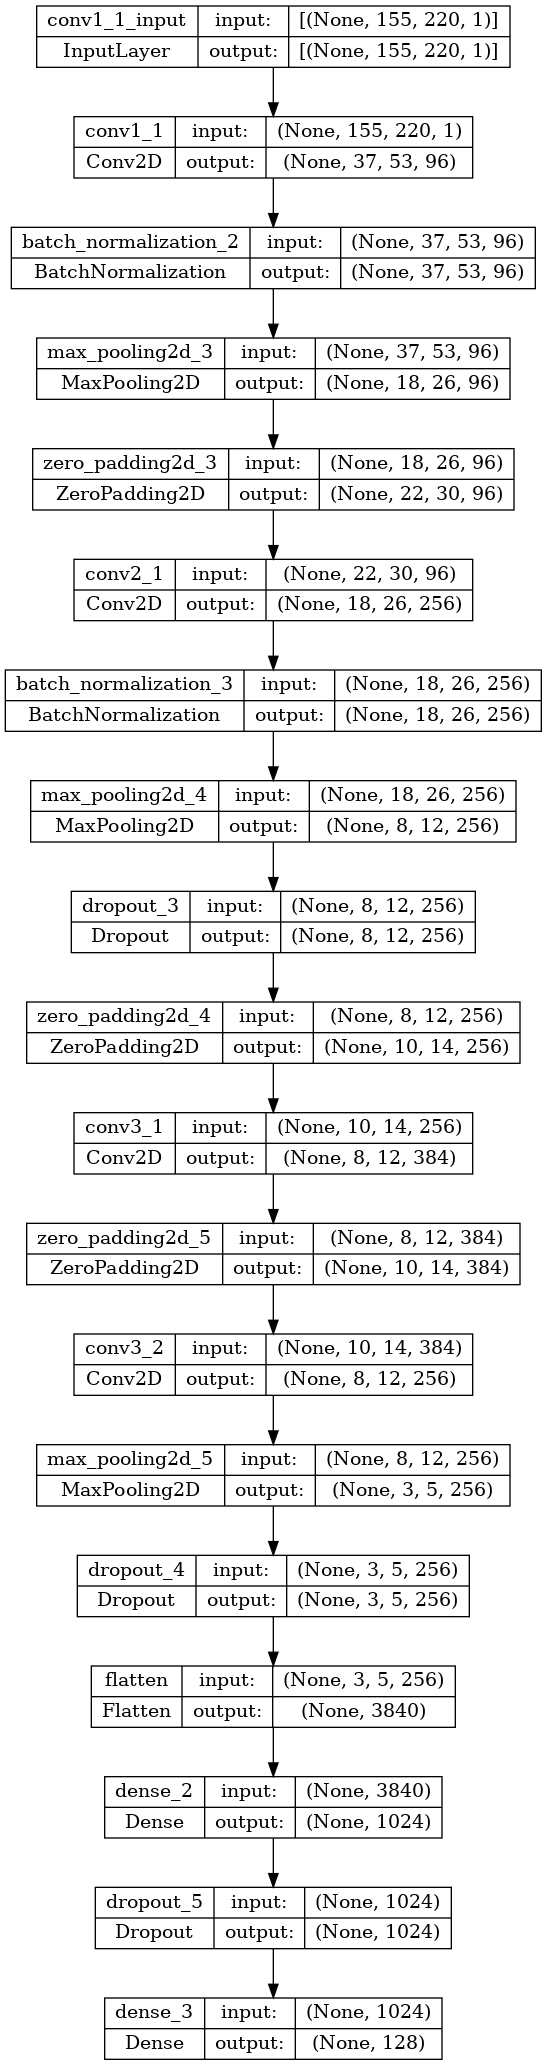 conv1_1_input input: [(None, 155, 220, 1)]
InputLayer output: [(None, 155, 220, 1)]
conv1_1 input: (None, 155, 220, 1)
Conv2D output: (None, 37, 53, 96)
batch_normalization_2 input: (None, 37, 53, 96)
BatchNormalization output: (None, 37, 53, 96)
max_pooling2d_3 input: (None, 37, 53, 96)
MaxPooling2D output: (None, 18, 26, 96)
zero_padding2d_3 input: (None, 18, 26, 96)
ZeroPadding2D output: (None, 22, 30, 96)
conv2_1 input: (None, 22, 30, 96)
Conv2D output: (None, 18, 26, 256)
batch_normalization_3 input: (None, 18, 26, 256)
BatchNormalization output: (None, 18, 26, 256)
max_pooling2d_4 input: (None, 18, 26, 256)
MaxPooling2D output: (None, 8, 12, 256)
dropout_3 input: (None, 8, 12, 256)
Dropout output: (None, 8, 12, 256)
zero_padding2d_4 input: (None, 8, 12, 256)
ZeroPadding2D output: (None, 10, 14, 256)
conv3_1 input: (None, 10, 14, 256)
Conv2D output: (None, 8, 12, 384)
zero_padding2d_5 input: (None, 8, 12, 384)
ZeroPadding2D output: (None, 10, 14, 384)
conv3_2 input: (None, 10, 14, 384)
Conv2D output: (None, 8, 12, 256)
max_pooling2d_5 input: (None, 8, 12, 256)
MaxPooling2D output: (None, 3, 5, 256)
dropout_4 input: (None, 3, 5, 256)
Dropout output: (None, 3, 5, 256)
flatten input: (None, 3, 5, 256)
Flatten output: (None, 3840)
dense_2 input: (None, 3840)
Dense output: (None, 1024)
dropout_5 input: (None, 1024)
Dropout output: (None, 1024)
dense_3 input: (None, 1024)
Dense output: (None, 128)